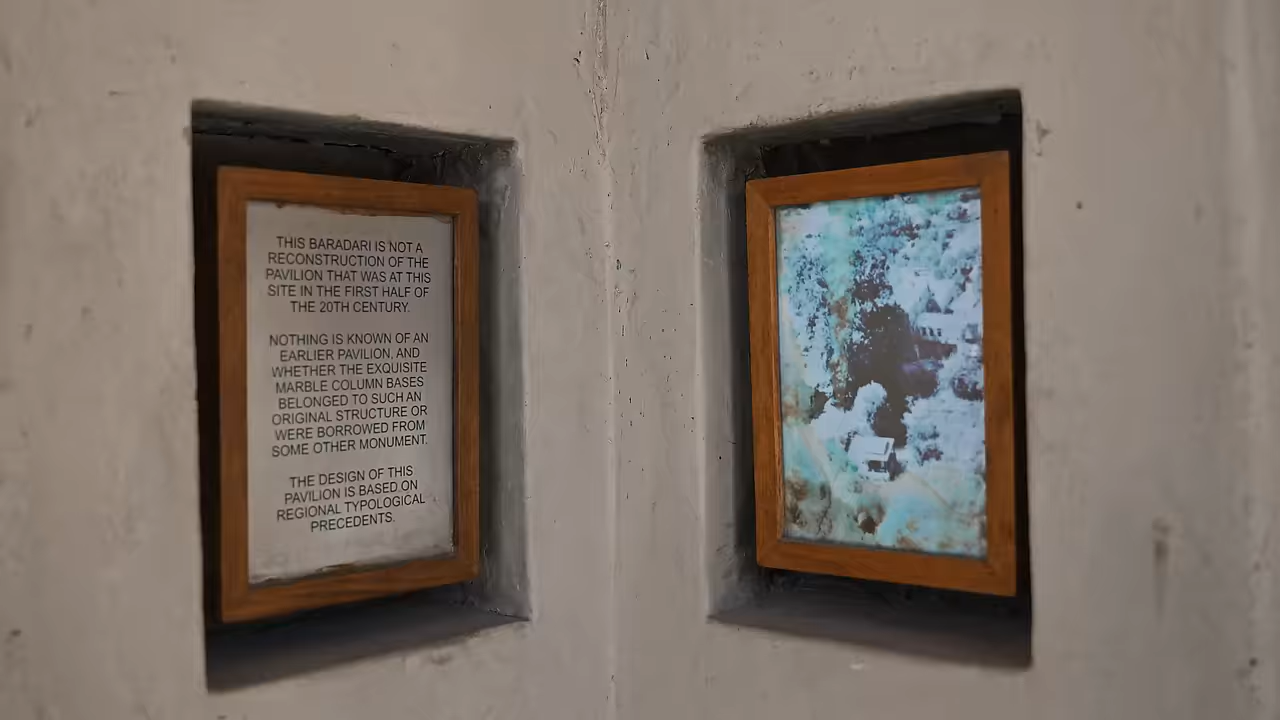 THIS BARADARI IS NOT A
RECONSTRUCTION OF THE
PAVILION THAT WAS AT THIS
SITE IN THE FIRST HALF OF
THE 20TH CENTURY.
NOTHING IS KNOWN OF AN
EARLIER PAVILION, AND
WHETHER THE EXQUISITE
MARBLE COLUMN BASES
BELONGED TO SUCH AN
ORIGINAL STRUCTURE OR
WERE BORROWED FROM
SOME OTHER MONUMENT.
THE DESIGN OF THIS
PAVILION IS BASED ON
REGIONAL TYPOLOGICAL
PRECEDENTS.